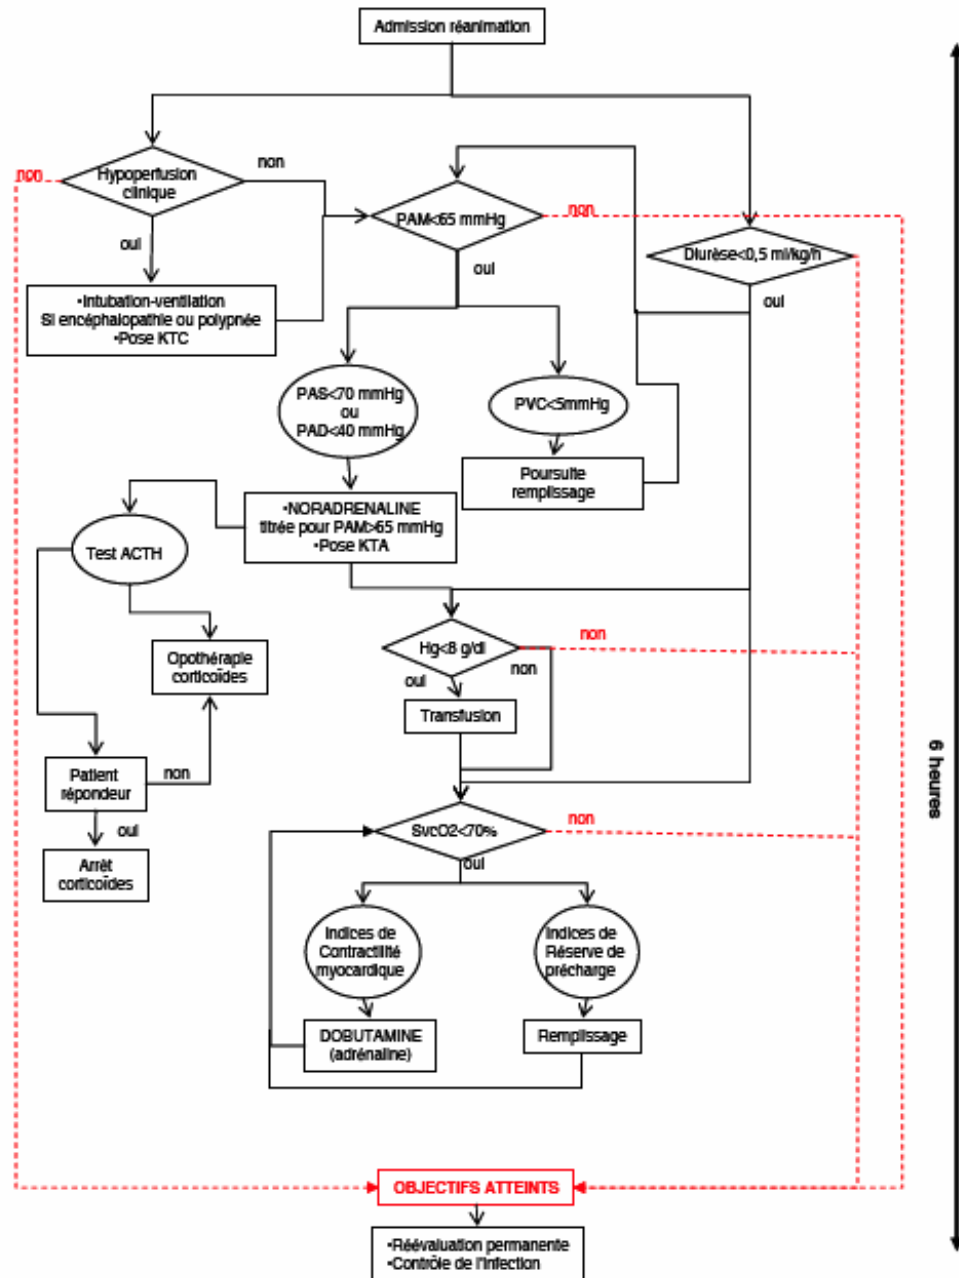 Admission réanimation
non
Hypoperfusion
clinique
non
PAM<65 mmHg
non
Diurèse<0,5 ml/kg/h
oui
oui
oui
•Intubation-ventilation
Si encéphalopathie ou polypnée
•Pose KTC
PAS<70 mmHg
ou
PAD<40 mmHg
PVC<5mmHg
Poursuite
remplissage
•NORADRENALINE
titrée pour PAM>65 mmHg
•Pose KTA
Test ACTH
Hg<8 g/dl
non
non
oui
Transfusion
Opothérapie
corticoïdes
Patient
répondeur
non
oui
Arrêt
corticoïdes
SvcO2<70%
non
oui
Indices de
Contractilité
myocardique
Indices de
Réserve de
précharge
DOBUTAMINE
(adrénaline)
Remplissage
6 heures
OBJECTIFS ATTEINTS
•Réévaluation permanente
•Contrôle de l'infection